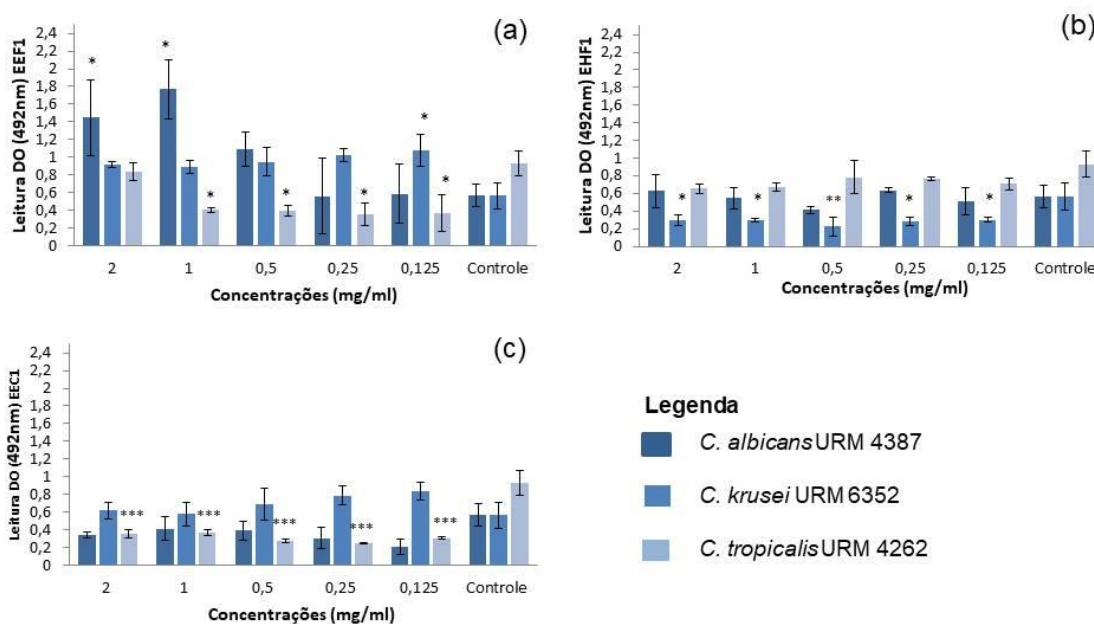 (a)
Leitura DO (492nm) EEF1
2,4
2,2
2
1,8
1,6
1,4
1,2
1
0,8
0,6
0,4
0,2
0
* * * * * * *
2 1 0,5 0,25 0,125 Controle
Concentrações (mg/ml)
(b)
Leitura DO (492nm) EHF1
2,4
2,2
2
1,8
1,6
1,4
1,2
1
0,8
0,6
0,4
0,2
0
* * ** * *
2 1 0,5 0,25 0,125 Controle
Concentrações (mg/ml)
(c)
Leitura DO (492nm) EEC1
2,4
2,2
2
1,8
1,6
1,4
1,2
1
0,8
0,6
0,4
0,2
0
*** *** *** *** ***
2 1 0,5 0,25 0,125 Controle
Concentrações (mg/ml)
Legenda
C. albicans URM 4387
C. krusei URM 6352
C. tropicalis URM 4262